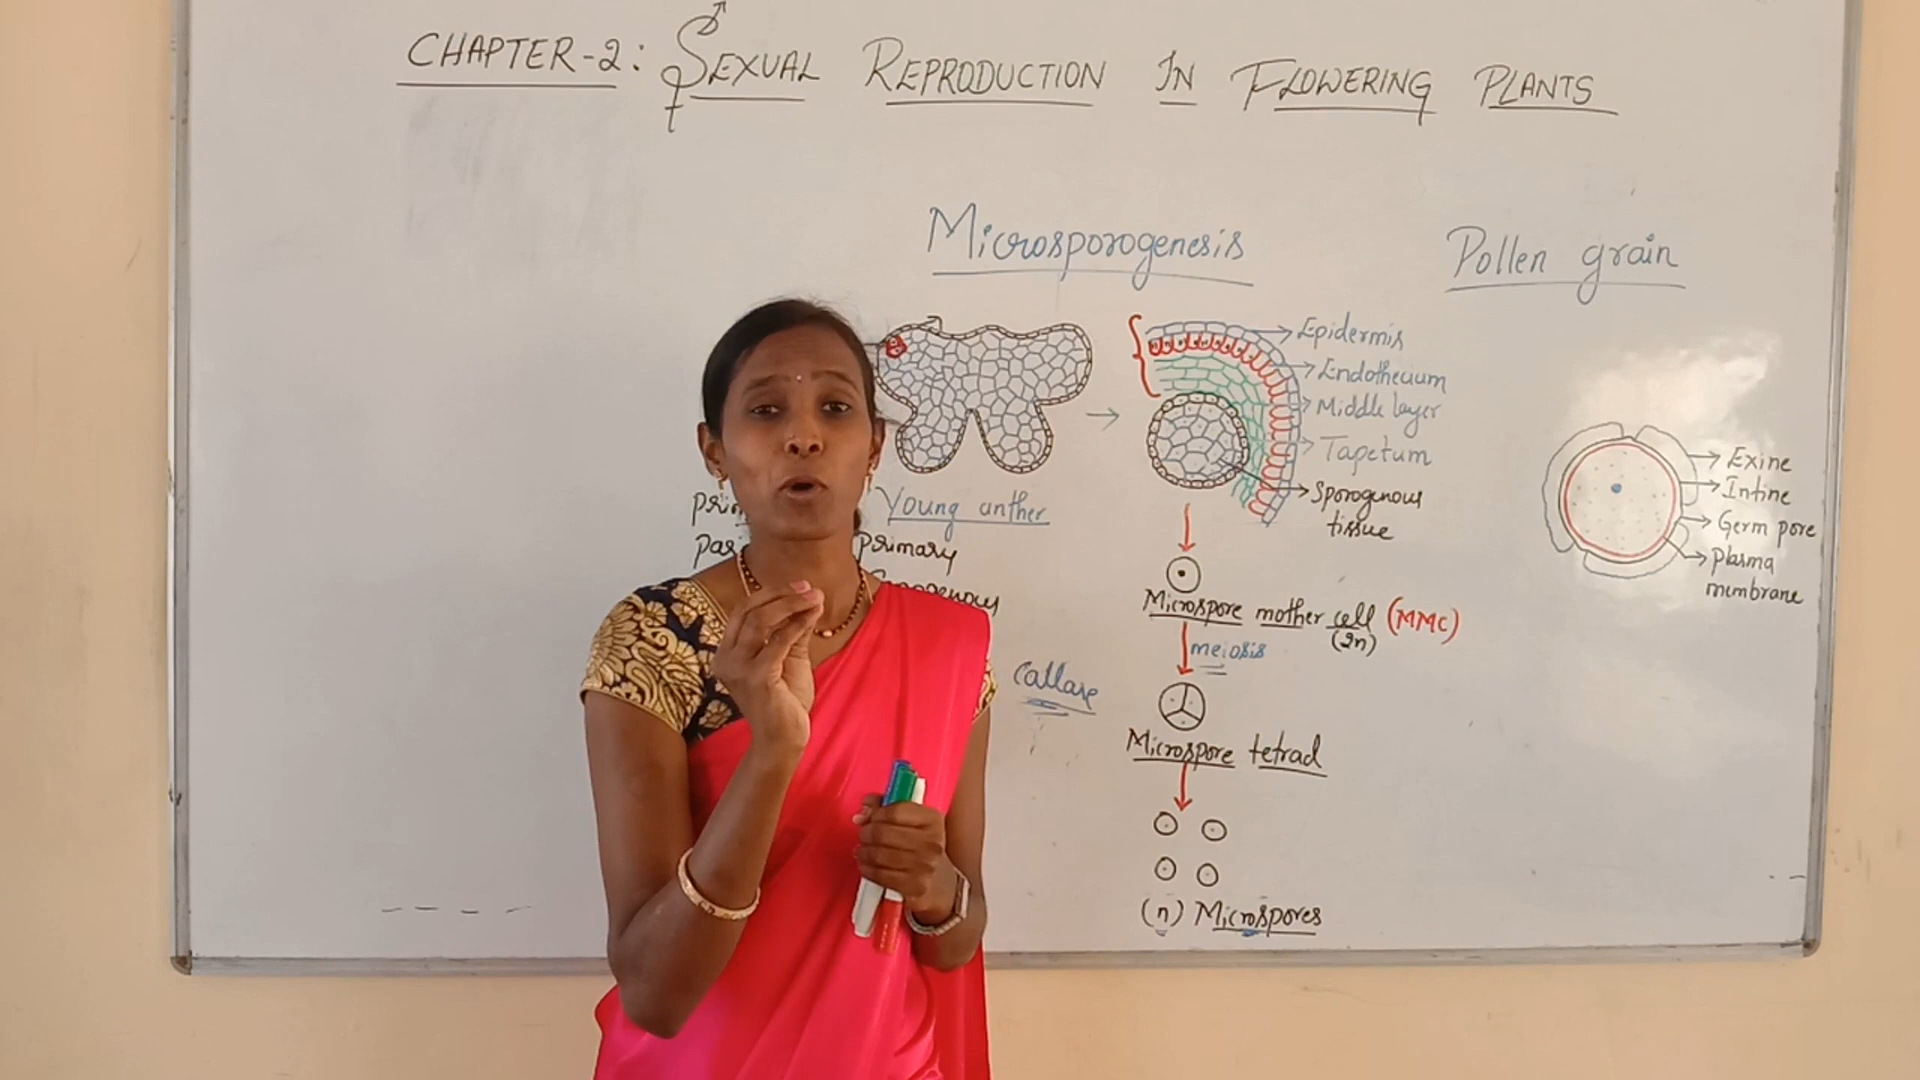 CHAPTER-2: SEXUAL REPRODUCTION IN FLOWERING PLANTS
Microsporogenesis
Pollen grain
Epidermis
Endothecium
Middle layer
Tapetum
Sporogenous
tissue
Young anther
primary
Callase
Microspore mother cell (MMC)
(2n)
meiosis
Microspore tetrad
(n) Microspores
Exine
Intine
Germ pore
plasma
membrane